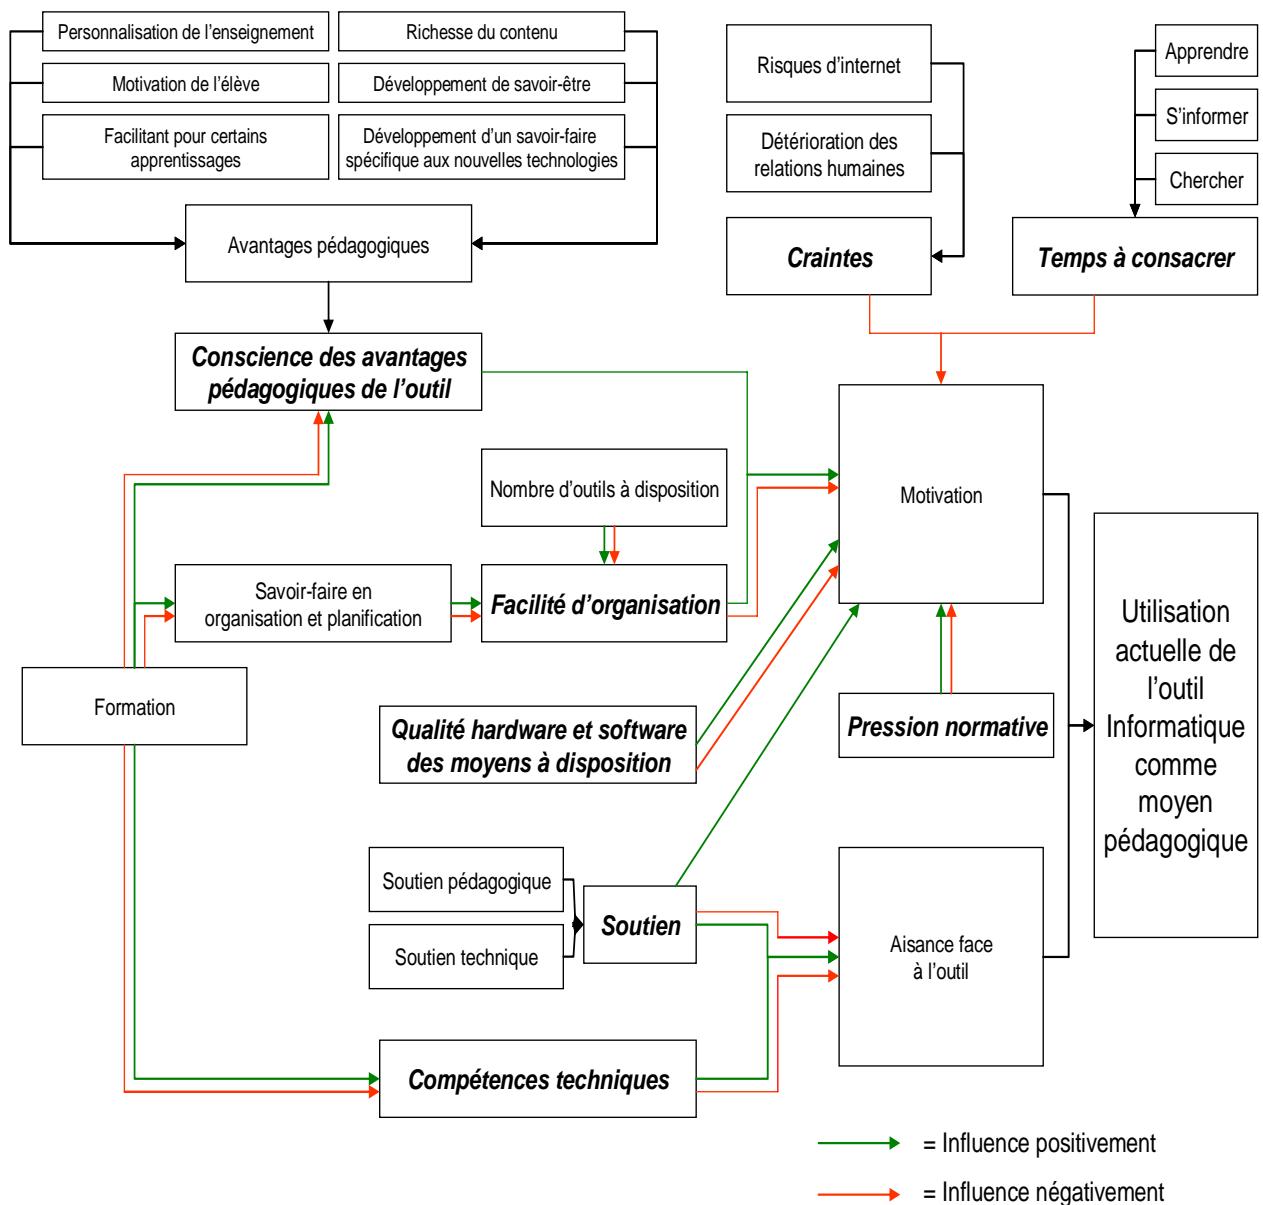 Personnalisation de l'enseignement
Richesse du contenu
Motivation de l'élève
Développement de savoir-être
Facilitant pour certains
apprentissages
Développement d'un savoir-faire
spécifique aux nouvelles technologies
Avantages pédagogiques
Risques d'internet
Détérioration des
relations humaines
Craintes
Apprendre
S'informer
Chercher
Temps à consacrer
Conscience des avantages
pédagogiques de l'outil
Nombre d'outils à disposition
Motivation
Savoir-faire en
organisation et planification
Facilité d'organisation
Formation
Qualité hardware et software
des moyens à disposition
Pression normative
Utilisation
actuelle de
l'outil
Informatique
comme
moyen
pédagogique
Soutien pédagogique
Soutien technique
Soutien
Aisance face
à l'outil
Compétences techniques
= Influence positivement
= Influence négativement